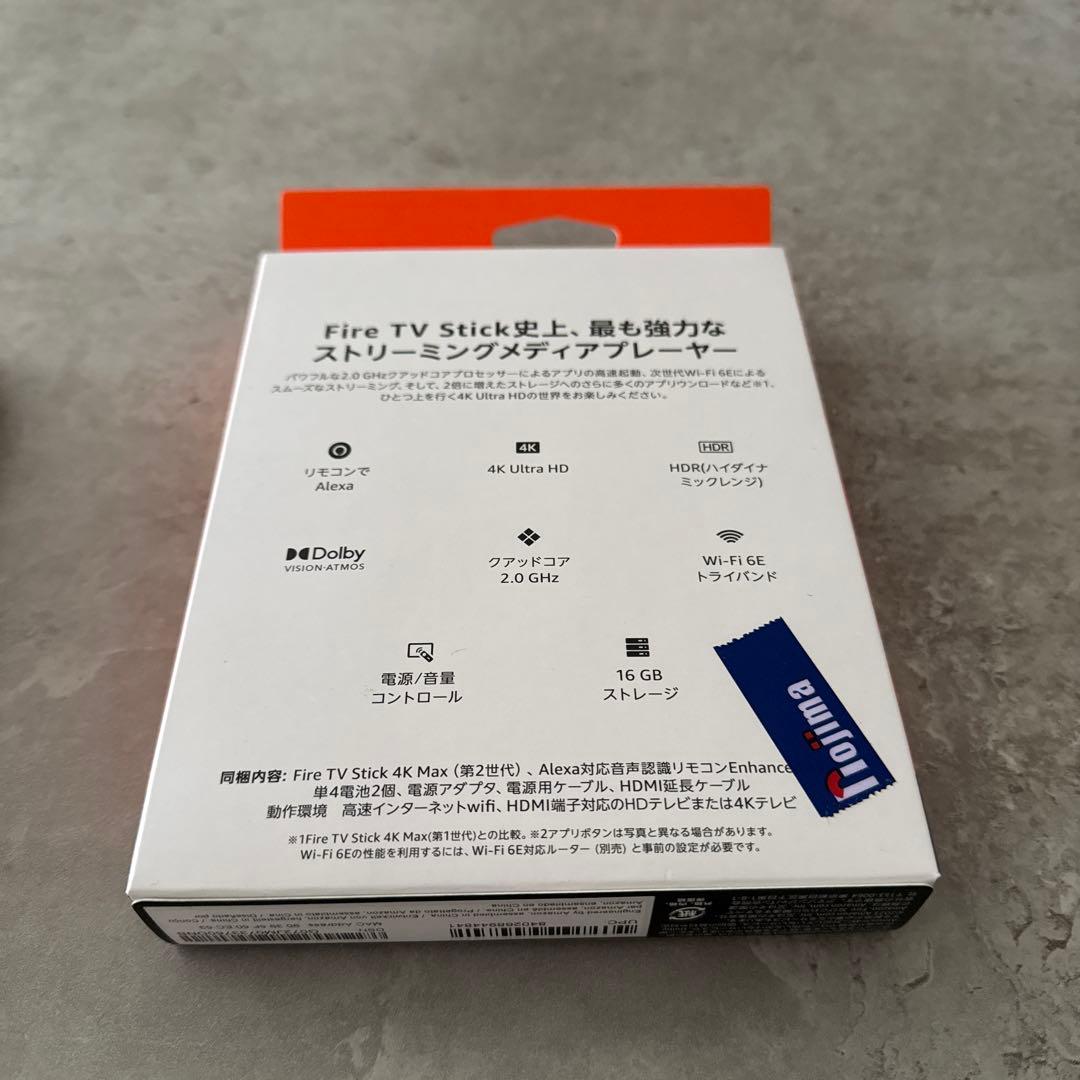 Fire TV Stick史上、最も強力な
ストリーミングメディアプレーヤー
パワフルな2.0 GHzクアッドコアプロセッサーによるアプリの高速起動、次世代Wi-Fi 6Eによる
スムーズなストリーミング、そして、2倍に増えたストレージへのさらに多くのアプリウンロードなど※1、
ひとつ上を行く4K Ultra HDの世界をお楽しみください。
リモコンで
Alexa
4K
4K Ultra HD
HDR
HDR(ハイダイナ
ミックレンジ)
Dolby
VISION·ATMOS
クアッドコア
2.0 GHz
Wi-Fi 6E
トライバンド
電源/音量
コントロール
16 GB
ストレージ
nojima
同梱内容: Fire TV Stick 4K Max（第2世代）、Alexa対応音声認識リモコンEnhance
単4電池2個、電源アダプタ、電源用ケーブル、HDMI延長ケーブル
動作環境　高速インターネットwifi、HDMI端子対応のHDテレビまたは4Kテレビ
※1Fire TV Stick 4K Max(第1世代)との比較。※2アプリボタンは写真と異なる場合があります。
Wi-Fi 6Eの性能を利用するには、Wi-Fi 6E対応ルーター（別売）と事前の設定が必要です。
UPC
840268944841